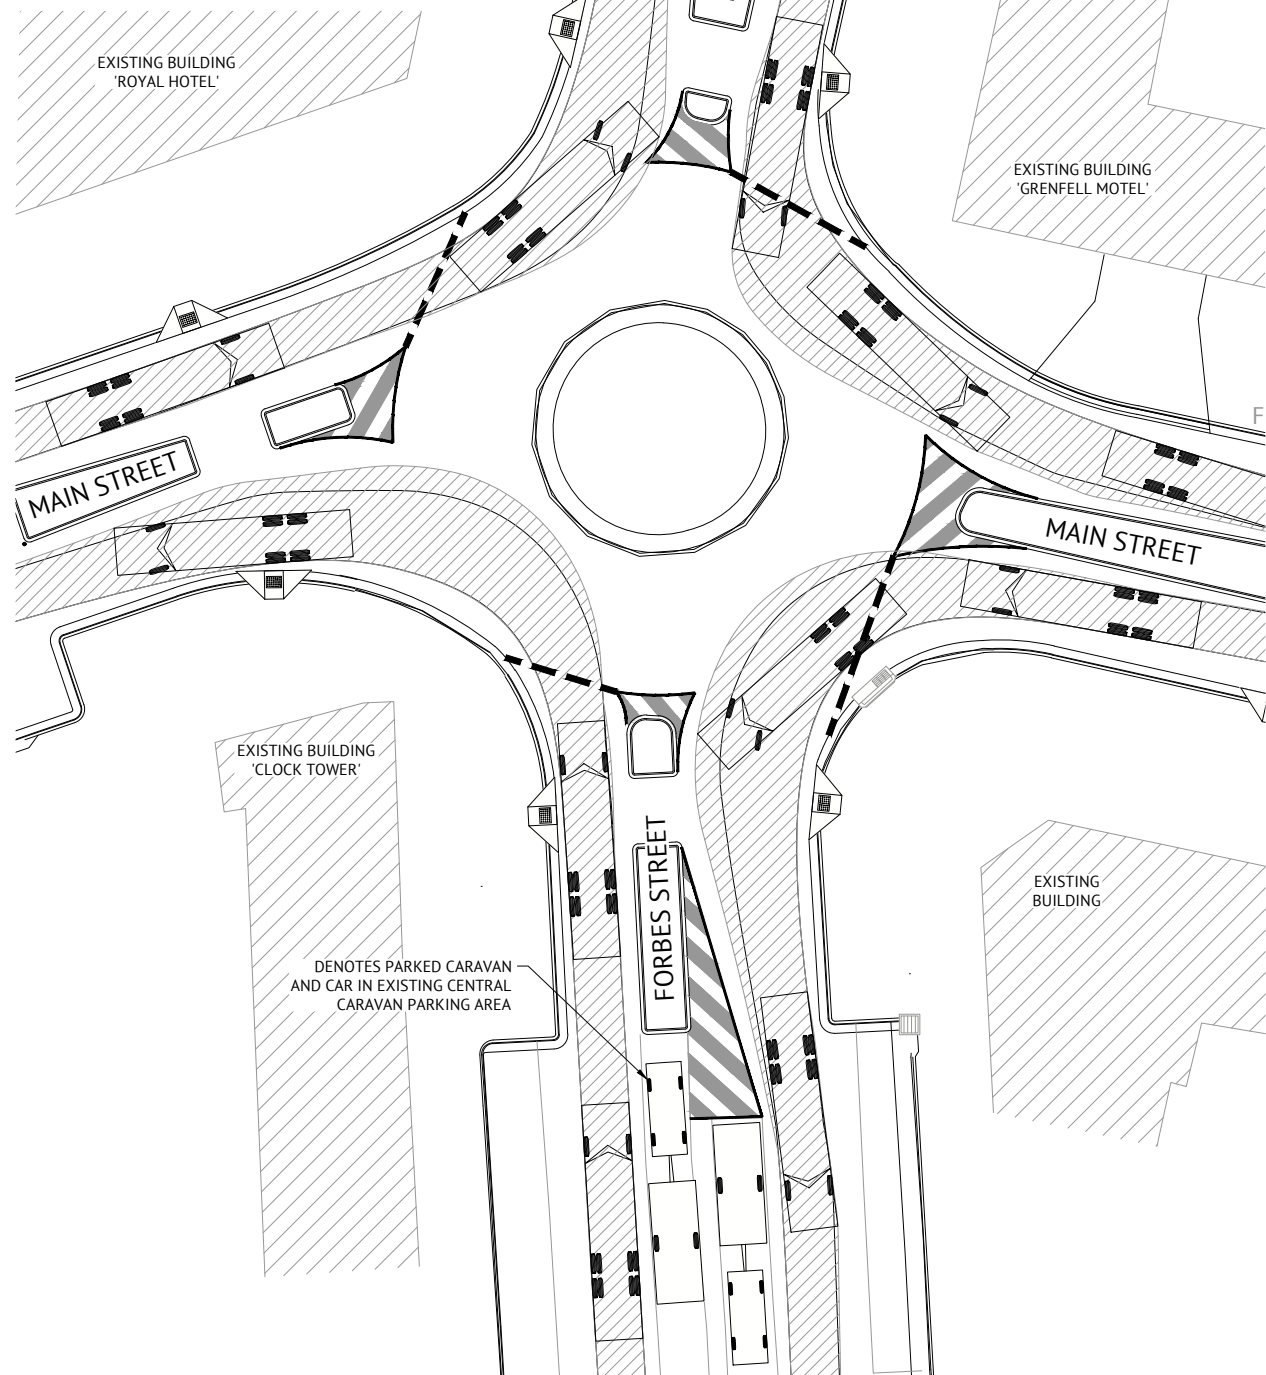 EXISTING BUILDING
'ROYAL HOTEL'
EXISTING BUILDING
'GRENFELL MOTEL'
F
MAIN STREET
MAIN STREET
EXISTING BUILDING
'CLOCK TOWER'
FORBES STREET
EXISTING
BUILDING
DENOTES PARKED CARAVAN
AND CAR IN EXISTING CENTRAL
CARAVAN PARKING AREA